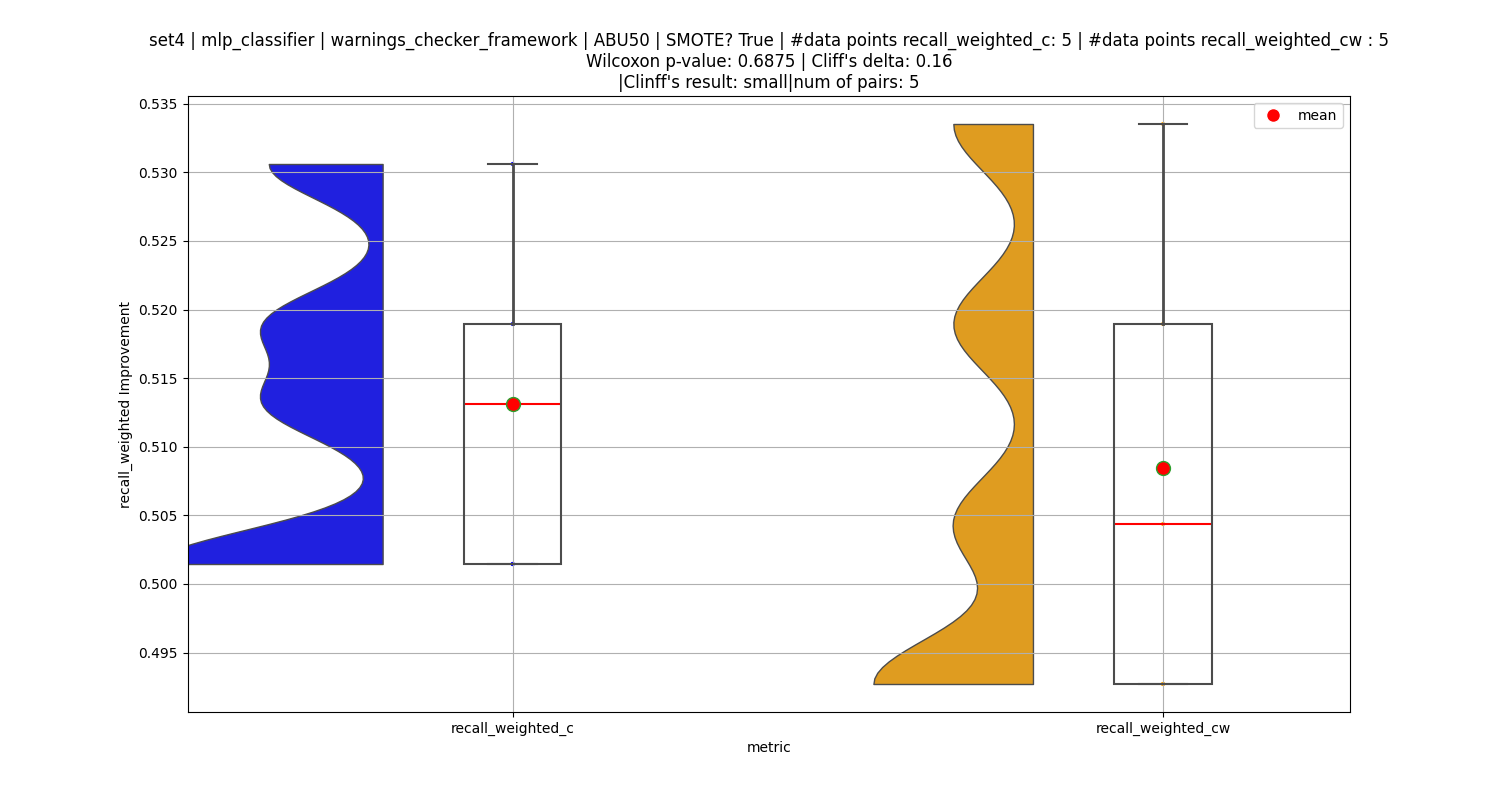 set4 | mlp_classifier | warnings_checker_framework | ABU50 | SMOTE? True | #data points recall_weighted_c: 5 | #data points recall_weighted_cw : 5
Wilcoxon p-value: 0.6875 | Cliff's delta: 0.16
|Clinff's result: small|num of pairs: 5
mean
recall_weighted Improvement
0.535
0.530
0.525
0.520
0.515
0.510
0.505
0.500
0.495
recall_weighted_c
recall_weighted_cw
metric